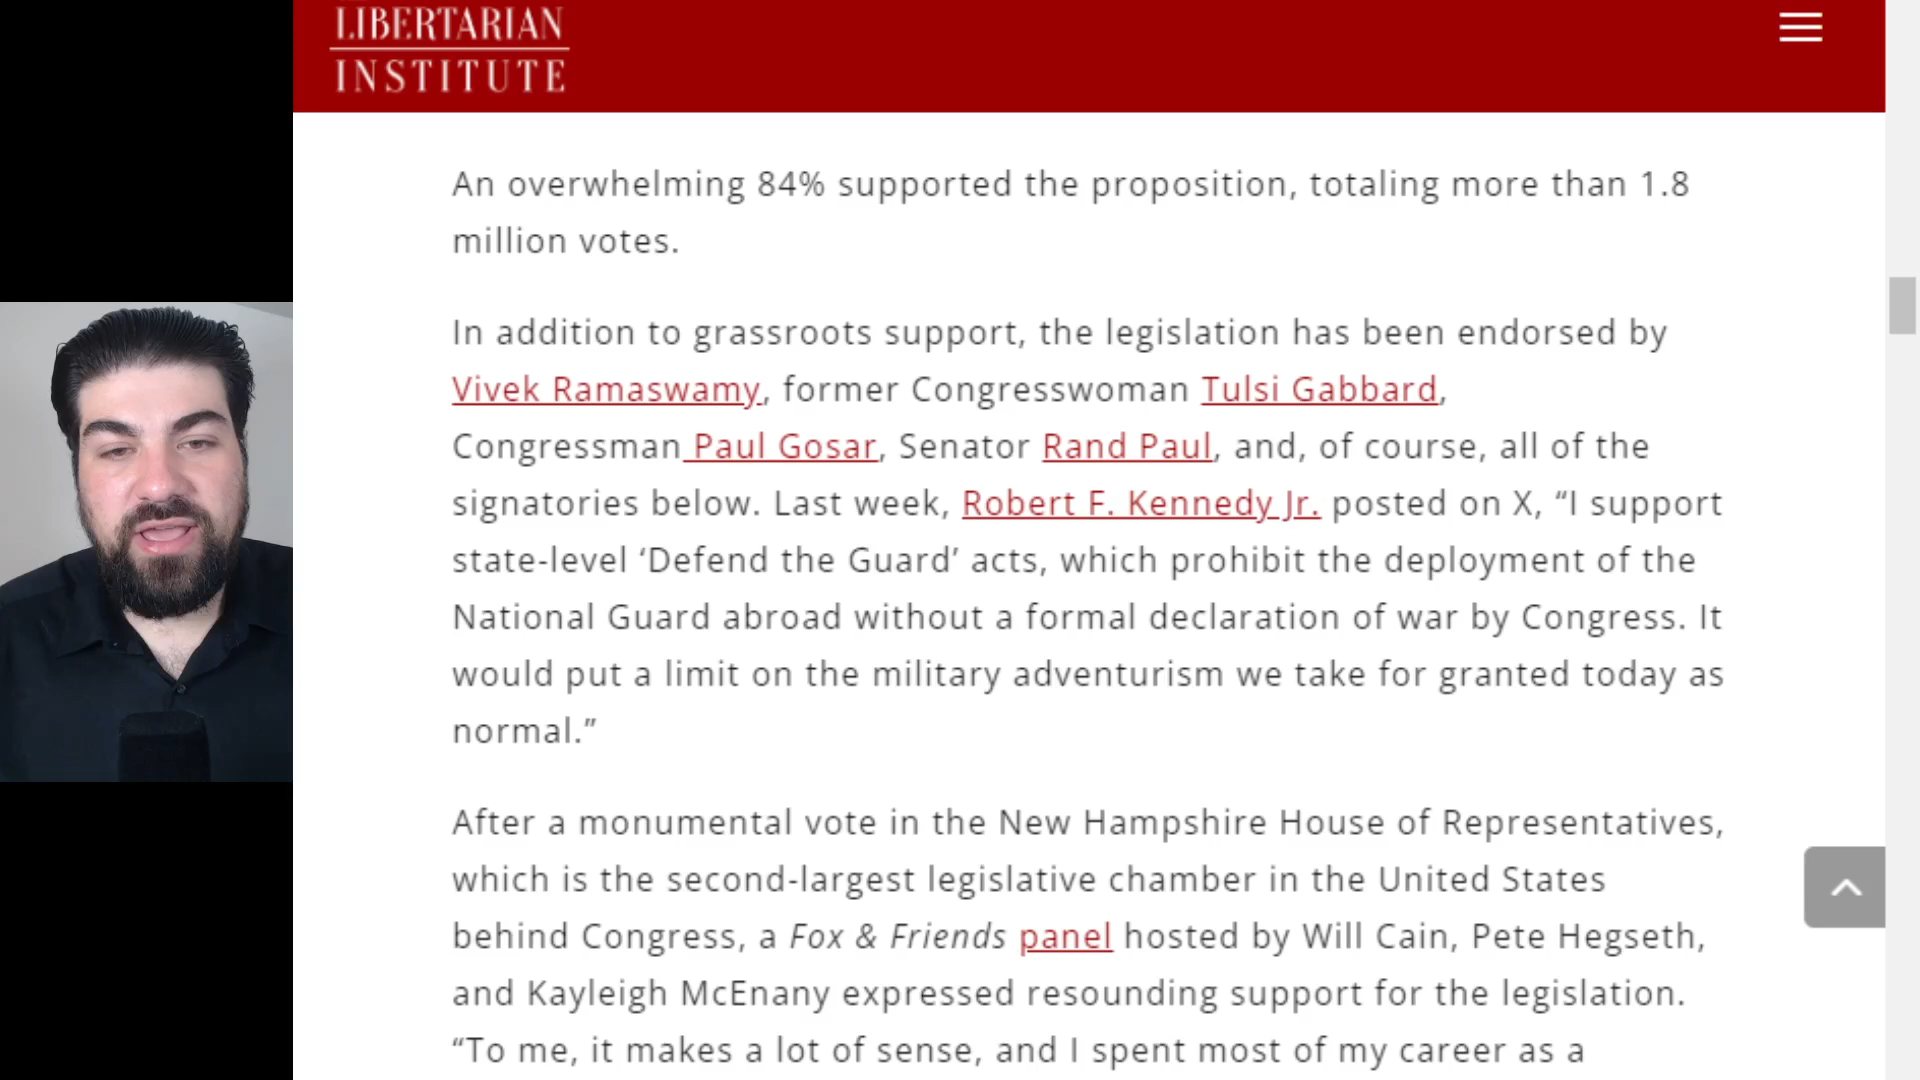 LIBERTARIAN
INSTITUTE
An overwhelming 84% supported the proposition, totaling more than 1.8
million votes.
In addition to grassroots support, the legislation has been endorsed by
Vivek Ramaswamy, former Congresswoman Tulsi Gabbard,
Congressman Paul Gosar, Senator Rand Paul, and, of course, all of the
signatories below. Last week, Robert F. Kennedy Jr. posted on X, “I support
state-level ‘Defend the Guard’ acts, which prohibit the deployment of the
National Guard abroad without a formal declaration of war by Congress. It
would put a limit on the military adventurism we take for granted today as
normal.”
After a monumental vote in the New Hampshire House of Representatives,
which is the second-largest legislative chamber in the United States
behind Congress, a Fox & Friends panel hosted by Will Cain, Pete Hegseth,
and Kayleigh McEnany expressed resounding support for the legislation.
“To me, it makes a lot of sense, and I spent most of my career as a